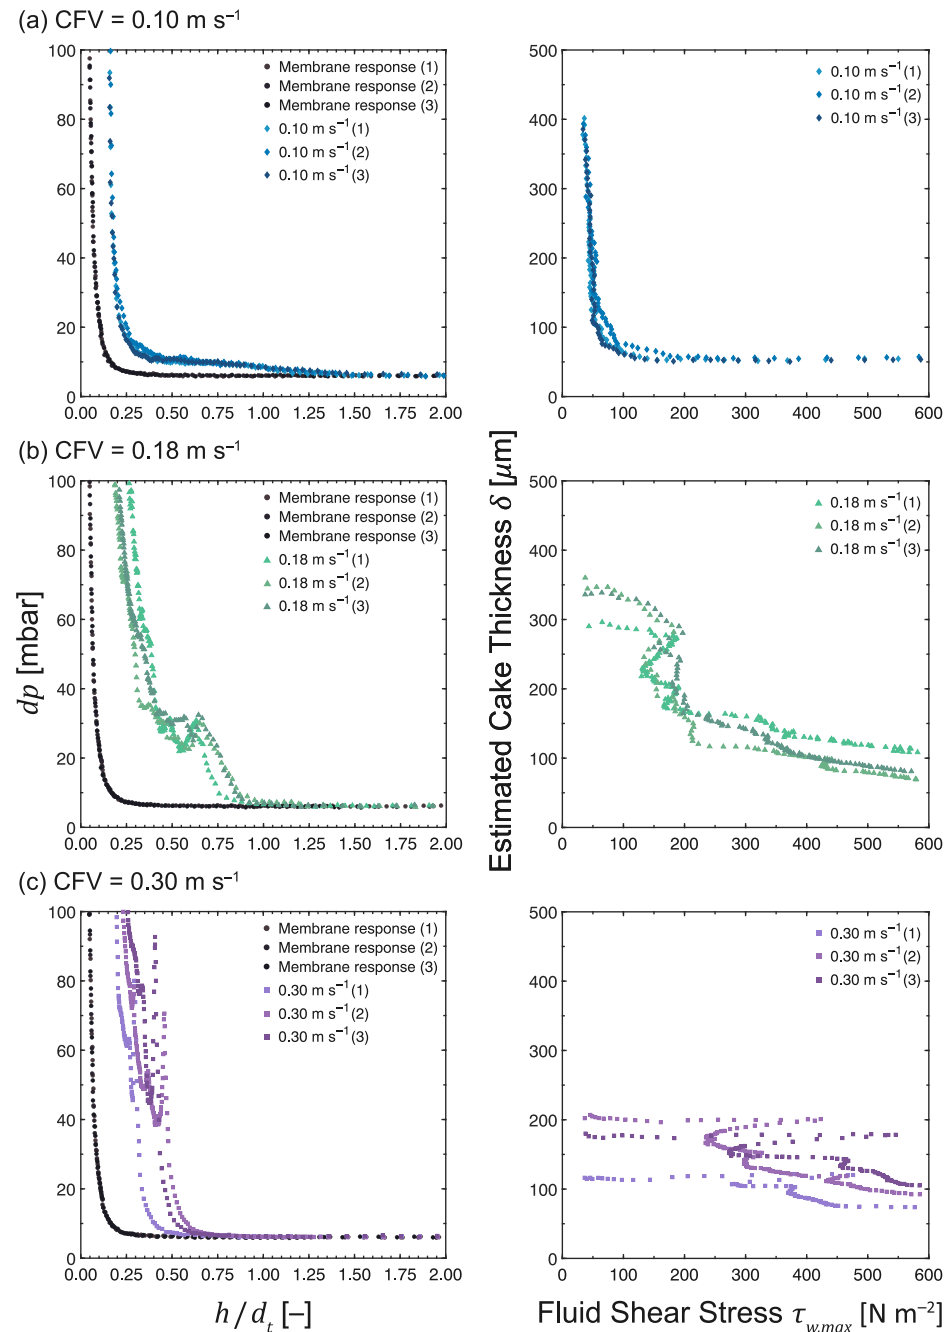 (a) CFV = 0.10 m s⁻¹
100
80
60
40
20
0
0.00 0.25 0.50 0.75 1.00 1.25 1.50 1.75 2.00
Membrane response (1)
Membrane response (2)
Membrane response (3)
0.10 m s⁻¹(1)
0.10 m s⁻¹(2)
0.10 m s⁻¹(3)
500
400
300
200
100
0
0 100 200 300 400 500 600
0.10 m s⁻¹(1)
0.10 m s⁻¹(2)
0.10 m s⁻¹(3)
(b) CFV = 0.18 m s⁻¹
dp [mbar]
100
80
60
40
20
0
0.00 0.25 0.50 0.75 1.00 1.25 1.50 1.75 2.00
Membrane response (1)
Membrane response (2)
Membrane response (3)
0.18 m s⁻¹(1)
0.18 m s⁻¹(2)
0.18 m s⁻¹(3)
Estimated Cake Thickness δ [μm]
500
400
300
200
100
0
0 100 200 300 400 500 600
0.18 m s⁻¹(1)
0.18 m s⁻¹(2)
0.18 m s⁻¹(3)
(c) CFV = 0.30 m s⁻¹
100
80
60
40
20
0
0.00 0.25 0.50 0.75 1.00 1.25 1.50 1.75 2.00
Membrane response (1)
Membrane response (2)
Membrane response (3)
0.30 m s⁻¹(1)
0.30 m s⁻¹(2)
0.30 m s⁻¹(3)
500
400
300
200
100
0
0 100 200 300 400 500 600
0.30 m s⁻¹(1)
0.30 m s⁻¹(2)
0.30 m s⁻¹(3)
h/dₜ [–]
Fluid Shear Stress τw,max [N m⁻²]